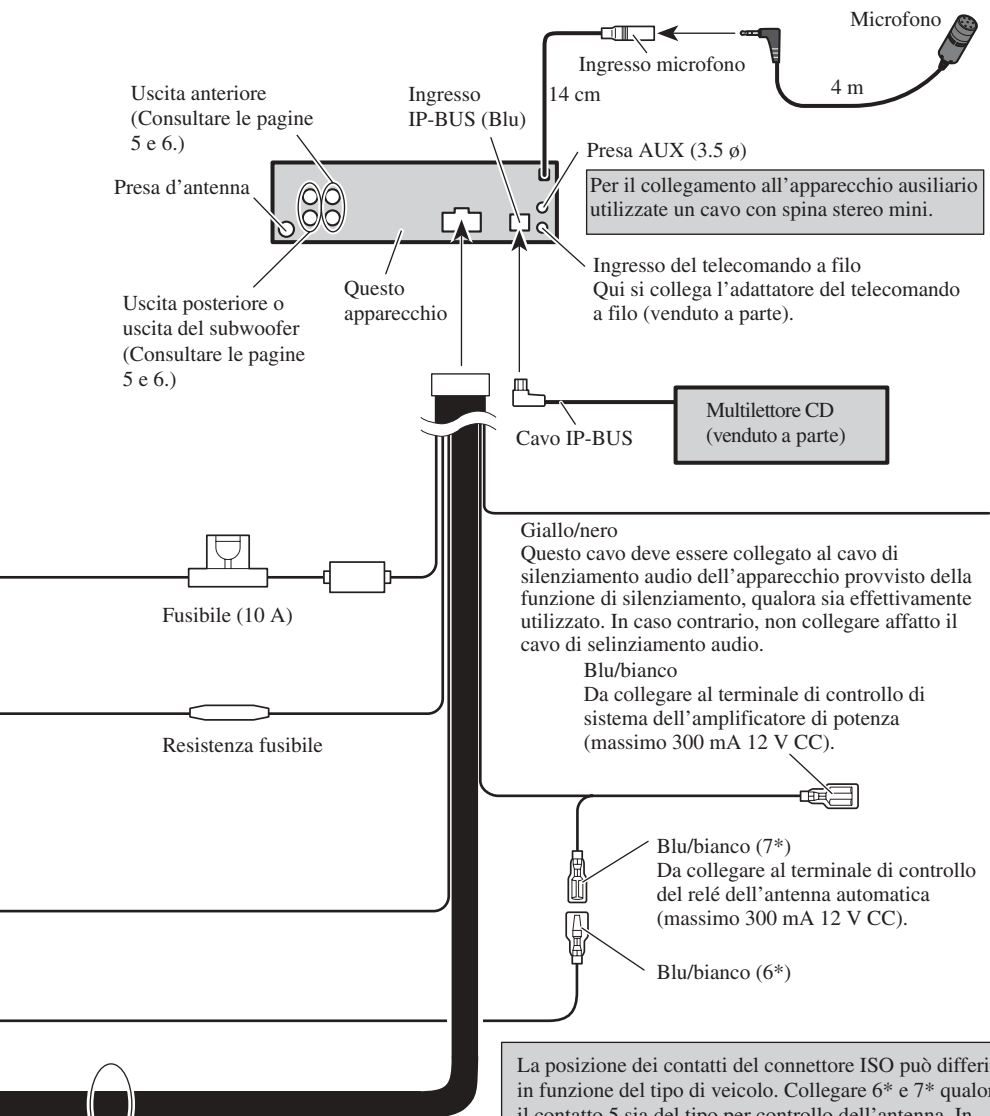 Microfono
Ingresso microfono
4 m
14 cm
Uscita anteriore
(Consultare le pagine
5 e 6.)
Ingresso
IP-BUS (Blu)
Presa AUX (3.5 ø)
Presa d’antenna
Per il collegamento all’apparecchio ausiliario
utilizzate un cavo con spina stereo mini.
Ingresso del telecomando a filo
Qui si collega l’adattatore del telecomando
a filo (venduto a parte).
Questo
apparecchio
Uscita posteriore o
uscita del subwoofer
(Consultare le pagine
5 e 6.)
Cavo IP-BUS
Multilettore CD
(venduto a parte)
Giallo/nero
Questo cavo deve essere collegato al cavo di
silenziamento audio dell’apparecchio provvisto della
funzione di silenziamento, qualora sia effettivamente
utilizzato. In caso contrario, non collegare affatto il
cavo di selinziamento audio.
Fusibile (10 A)
Blu/bianco
Da collegare al terminale di controllo di
sistema dell’amplificatore di potenza
(massimo 300 mA 12 V CC).
Resistenza fusibile
Blu/bianco (7*)
Da collegare al terminale di controllo
del relé dell’antenna automatica
(massimo 300 mA 12 V CC).
Blu/bianco (6*)
La posizione dei contatti del connettore ISO può
in funzione del tipo di veicolo. Collegare 6* e 7*
il contatto 5 sia del tipo per controllo dell’antenna. In